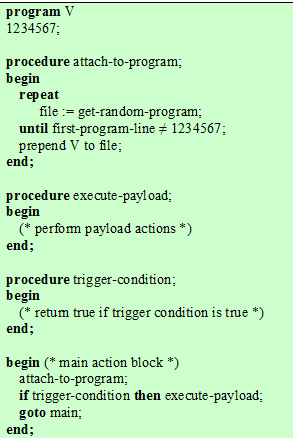 program V
1234567;
procedure attach-to-program;
begin
repeat
file := get-random-program;
until first-program-line ≠ 1234567;
prepend V to file;
end;
procedure execute-payload;
begin
(* perform payload actions *)
end;
procedure trigger-condition;
begin
(* return true if trigger condition is true *)
end;
begin (* main action block *)
attach-to-program;
if trigger-condition then execute-payload;
goto main;
end;